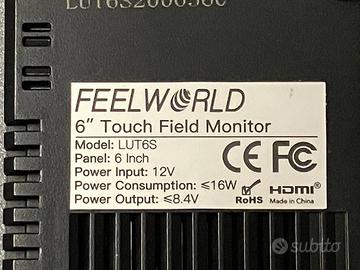 LUT6S2006380
FEELWORLD
6” Touch Field Monitor
Model: LUT6S
Panel: 6 Inch
Power Input: 12V
Power Consumption: ≤16W
Power Output: ≤8.4V
CE FC
RoHS
HDMI
Made in China
subito